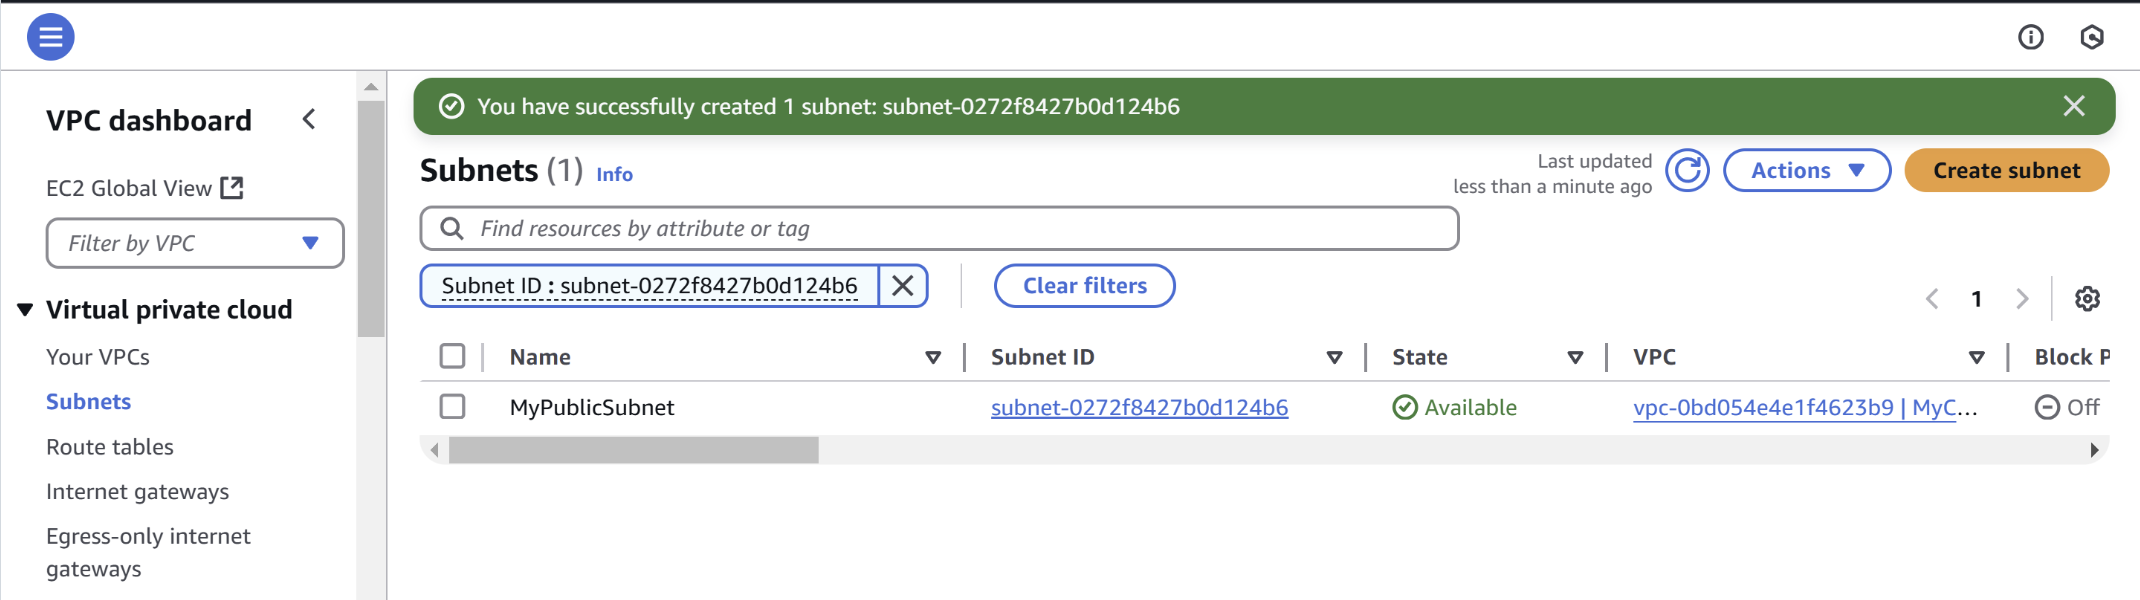 You have successfully created 1 subnet: subnet-0272f8427b0d124b6
VPC dashboard
EC2 Global View
Filter by VPC
Virtual private cloud
Your VPCs
Subnets
Route tables
Internet gateways
Egress-only internet
gateways
Subnets (1) Info
Last updated
less than a minute ago
Actions
Create subnet
Find resources by attribute or tag
Subnet ID : subnet-0272f8427b0d124b6
Clear filters
1
Name Subnet ID State VPC Block P
MyPublicSubnet subnet-0272f8427b0d124b6 Available vpc-0bd054e4e1f4623b9 | MyC... Off